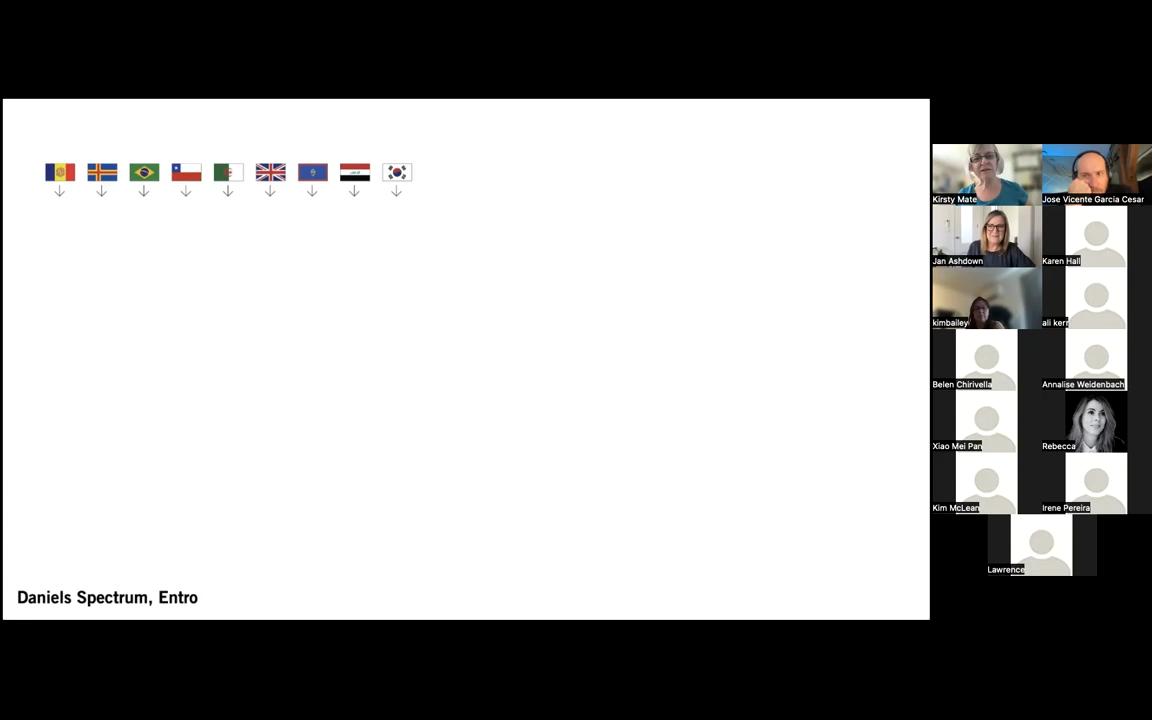 Kirsty Mate
Jose Vicente Garcia Cesar
Jan Ashdown
Karen Hall
kimbailey
ali kerr
Belen Chirivella
Annalise Weidenbach
Xiao Mei Pan
Rebecca
Kim McLean
Irene Pereira
Lawrence
Daniels Spectrum, Entro